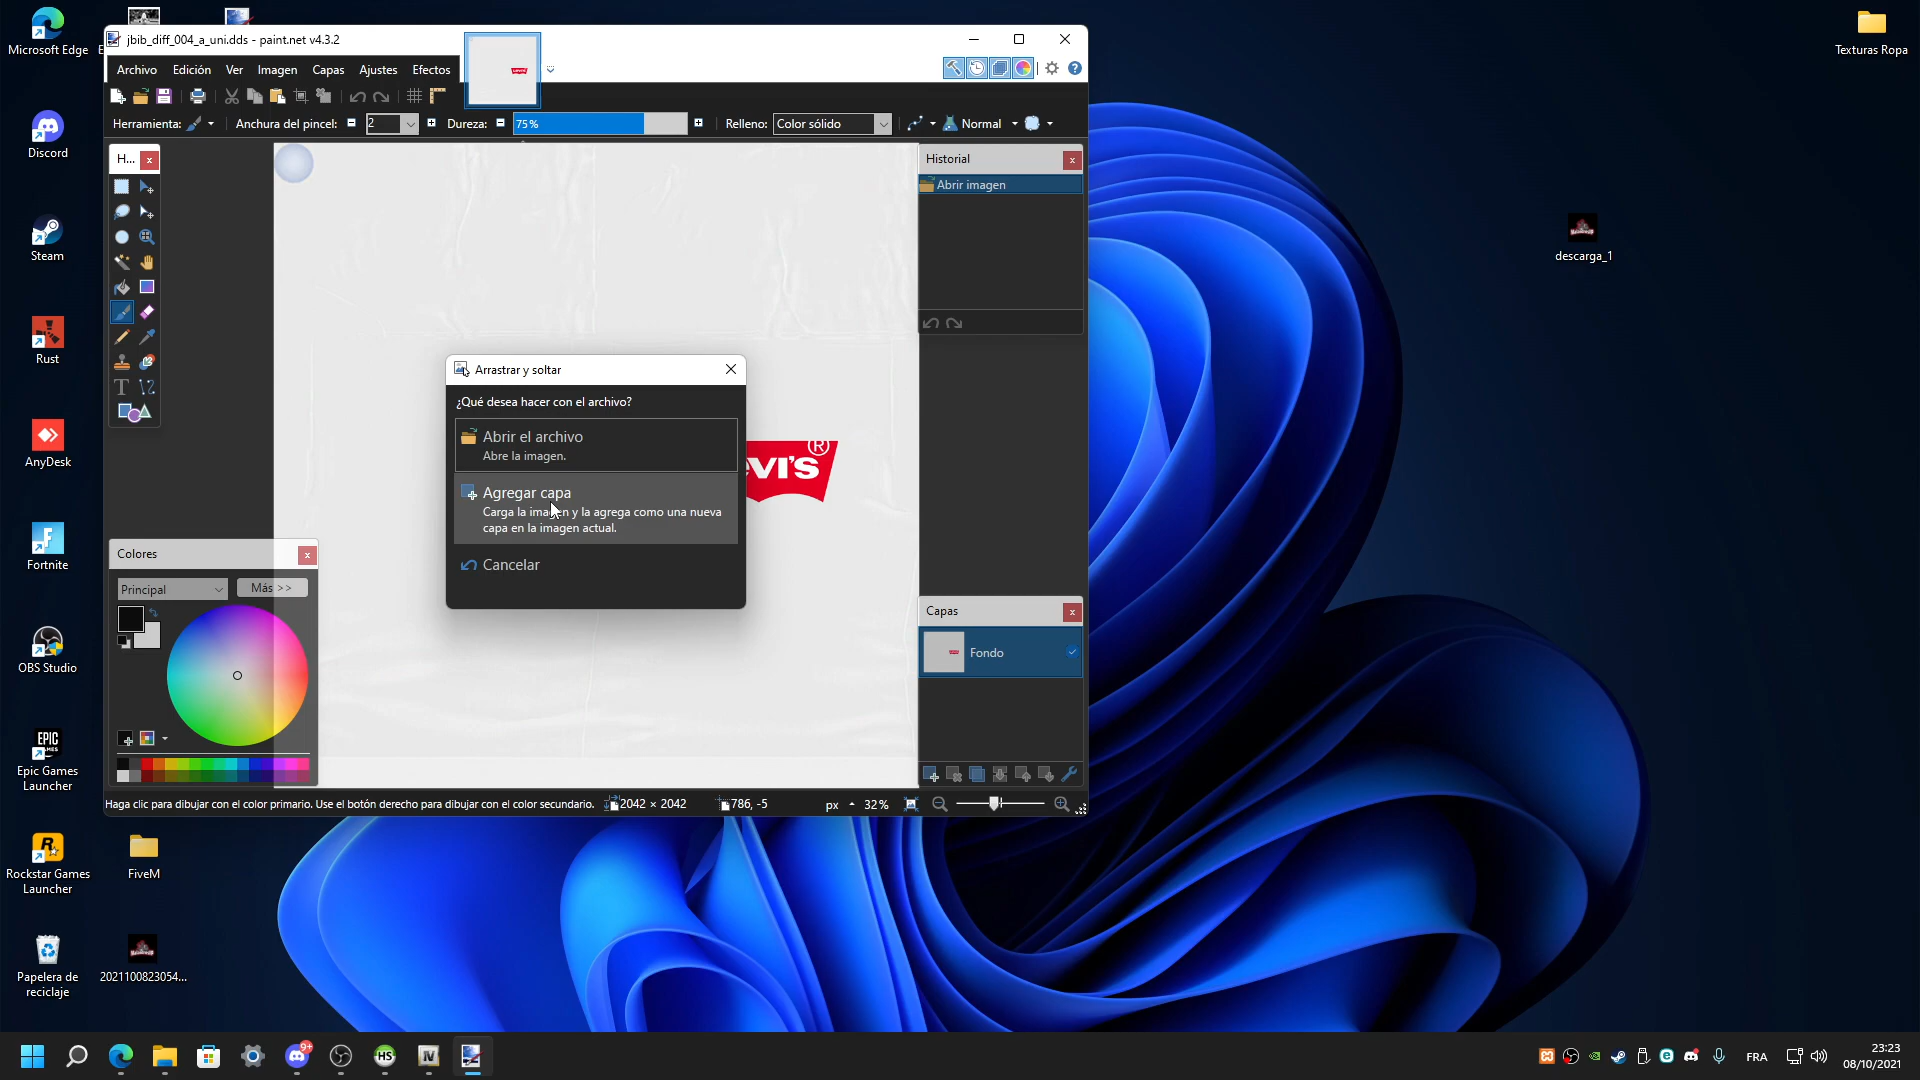 Microsoft Edge
Discord
Steam
Rust
AnyDesk
Fortnite
OBS Studio
EPIC
GAMES
Epic Games
Launcher
Rockstar Games
Launcher
FiveM
Papelera de
reciclaje
2021100823054...
Texturas Ropa
descarga_1
jbib_diff_004_a_uni.dds - paint.net v4.3.2
Archivo Edición Ver Imagen Capas Ajustes Efectos
Herramienta: Anchura del pincel: 2 Dureza: 75% Relleno: Color sólido Normal
H...
Historial
Abrir imagen
Arrastrar y soltar
¿Qué desea hacer con el archivo?
Abrir el archivo
Abre la imagen.
Agregar capa
Carga la imagen y la agrega como una nueva
capa en la imagen actual.
Cancelar
VI'S ®
Colores
Principal Más >>
Capas
Fondo
Haga clic para dibujar con el color primario. Use el botón derecho para dibujar con el color secundario. 2042 × 2042 786, -5 px 32%
9+
HS
IV
FRA
23:23
08/10/2021